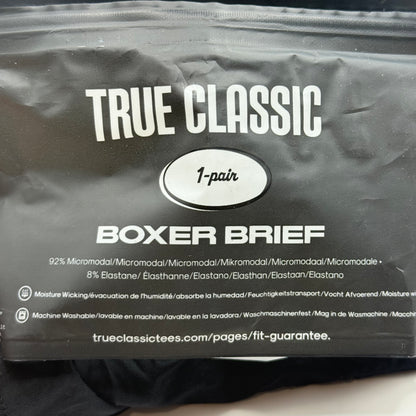 TRUE CLASSIC
1-pair
BOXER BRIEF
92% Micromodal/Micromodal/Micromodal/Mikromodal/Micromodaal/Micromodale •
8% Elastane/ Élasthanne/Elastano/Elasthan/Elastaan/Elastano
Moisture Wicking/évacuation de l'humidité/absorbe la humedad/Feuchtigkeitstransport/Vocht Afvoerend/Moisture w
Machine Washable/lavable en machine/lavable en la lavadora/Waschmaschinenfest/Mag in de Wasmachine/Macchin
trueclassictees.com/pages/fit-guarantee.